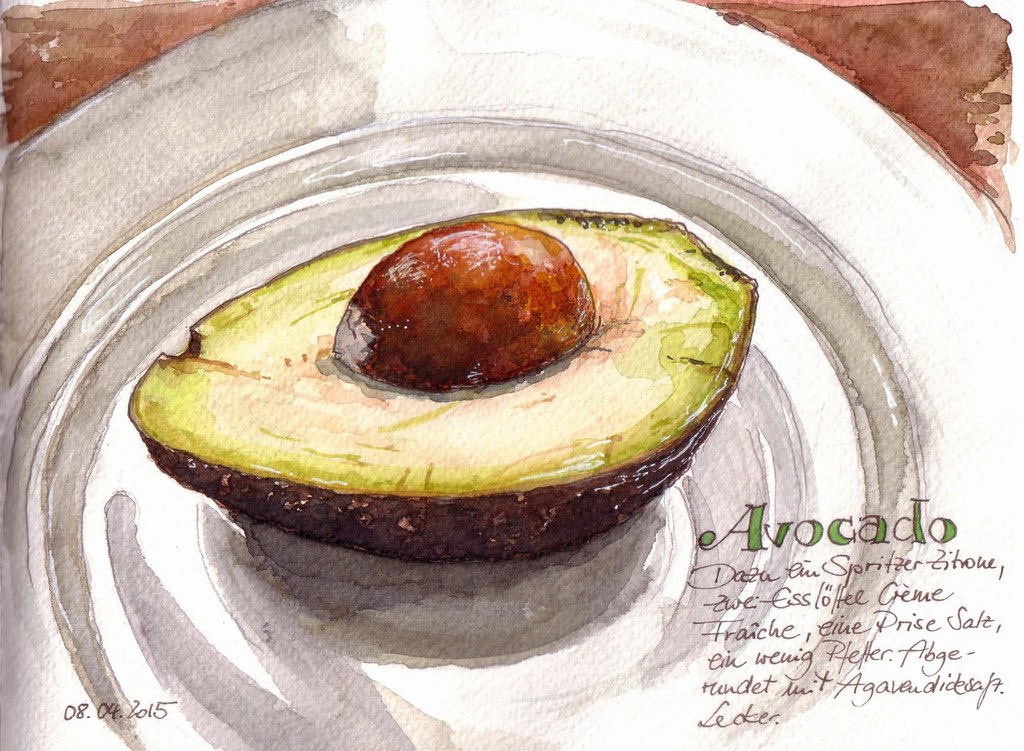 Avocado
Dazu ein Spritzer Zitrone,
zwei Esslöffel Crème
Fraîche, eine Prise Salz,
ein wenig Pfeffer. Abge-
rundet mit Agavendicksaft.
Lecker.
08.04.2015